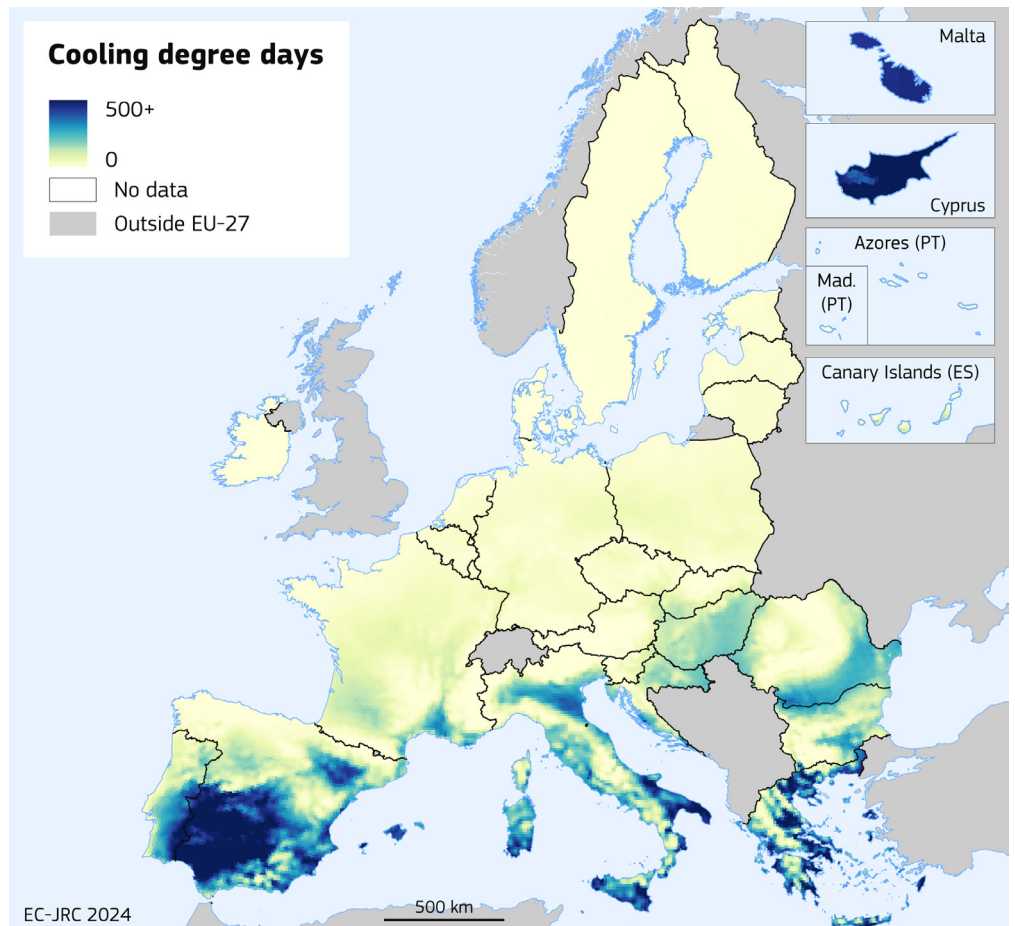 Cooling degree days
500+
0
No data
Outside EU-27
Malta
Cyprus
Azores (PT)
Mad.
(PT)
Canary Islands (ES)
EC-JRC 2024
500 km